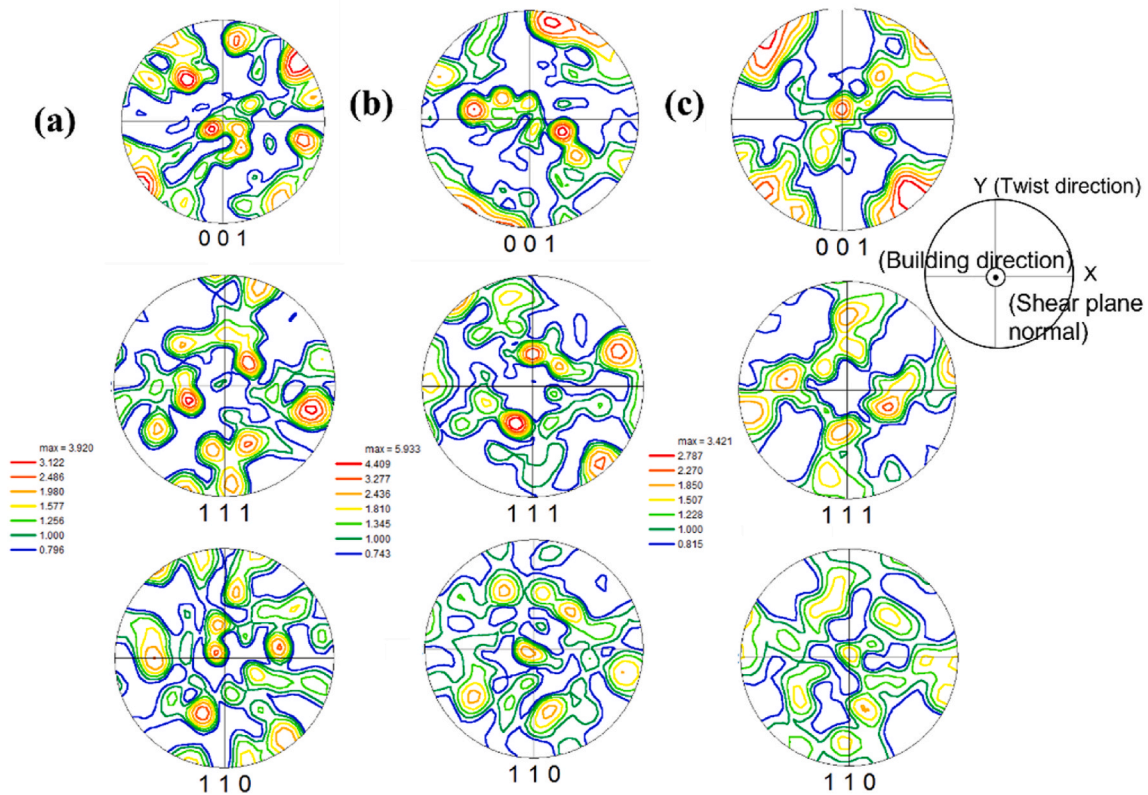 (a)
(b)
(c)
0 0 1
0 0 1
0 0 1
Y (Twist direction)
(Building direction)
X
(Shear plane
normal)
max = 3.920
3.122
2.486
1.980
1.577
1.256
1.000
0.796
1 1 1
max = 5.933
4.409
3.277
2.436
1.810
1.345
1.000
0.743
1 1 1
max = 3.421
2.787
2.270
1.850
1.507
1.228
1.000
0.815
1 1 1
1 1 0
1 1 0
1 1 0